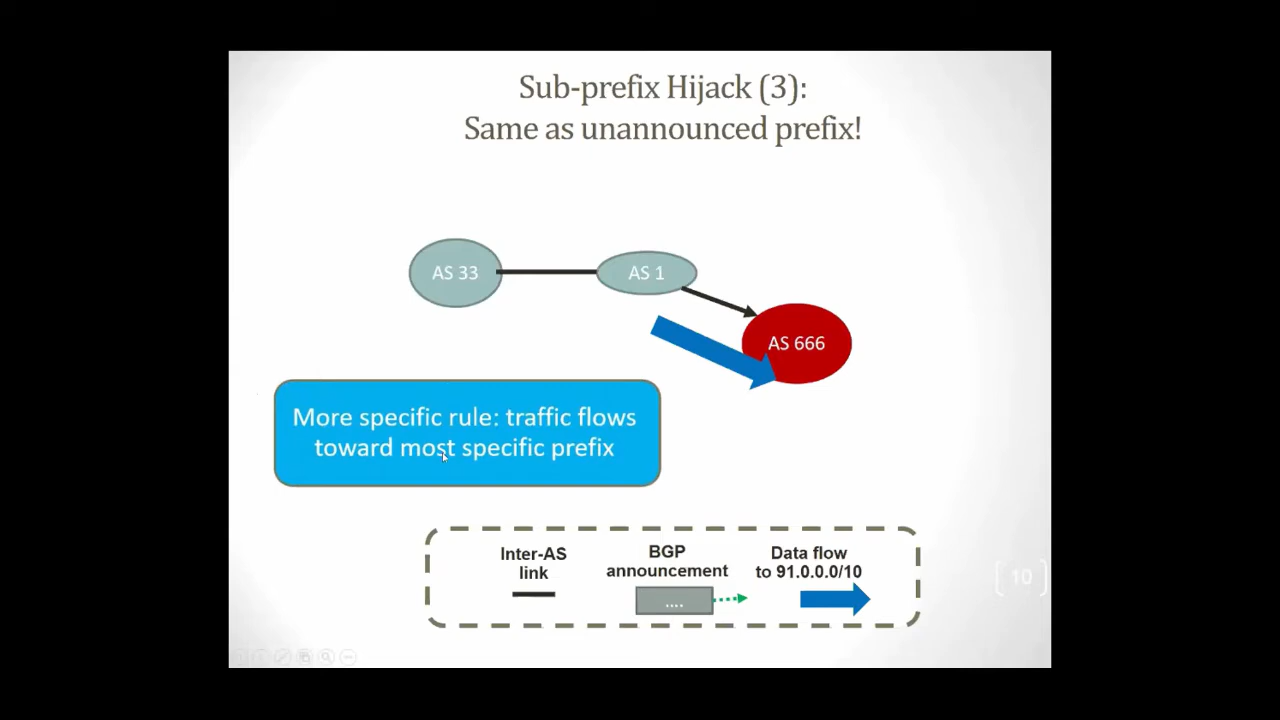 Sub-prefix Hijack (3):
Same as unannounced prefix!
AS 33
AS 1
AS 666
More specific rule: traffic flows
toward most specific prefix
Inter-AS
link
BGP
announcement
....
Data flow
to 91.0.0.0/10
10